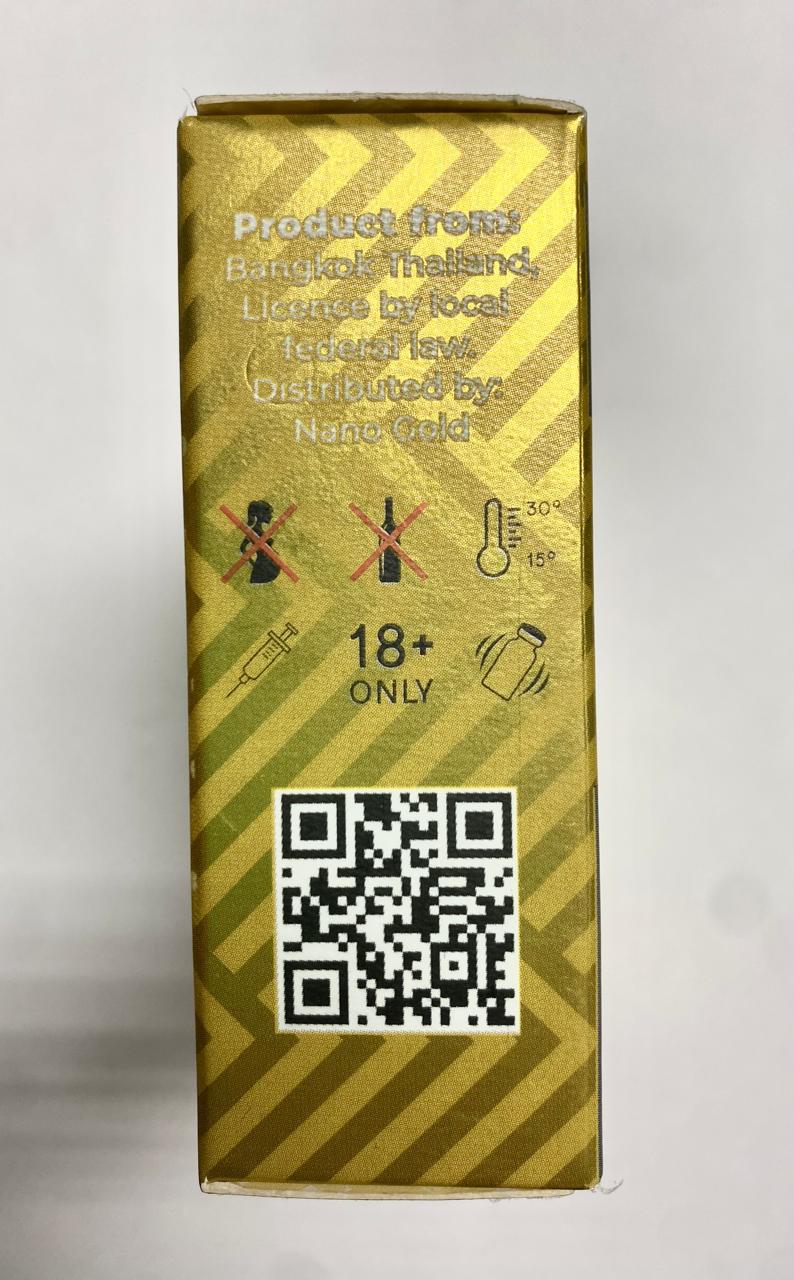 Product from:
Bangkok Thailand,
Licence by local
federal law.
Distributed by:
Nano Gold
30°
15°
18+
ONLY